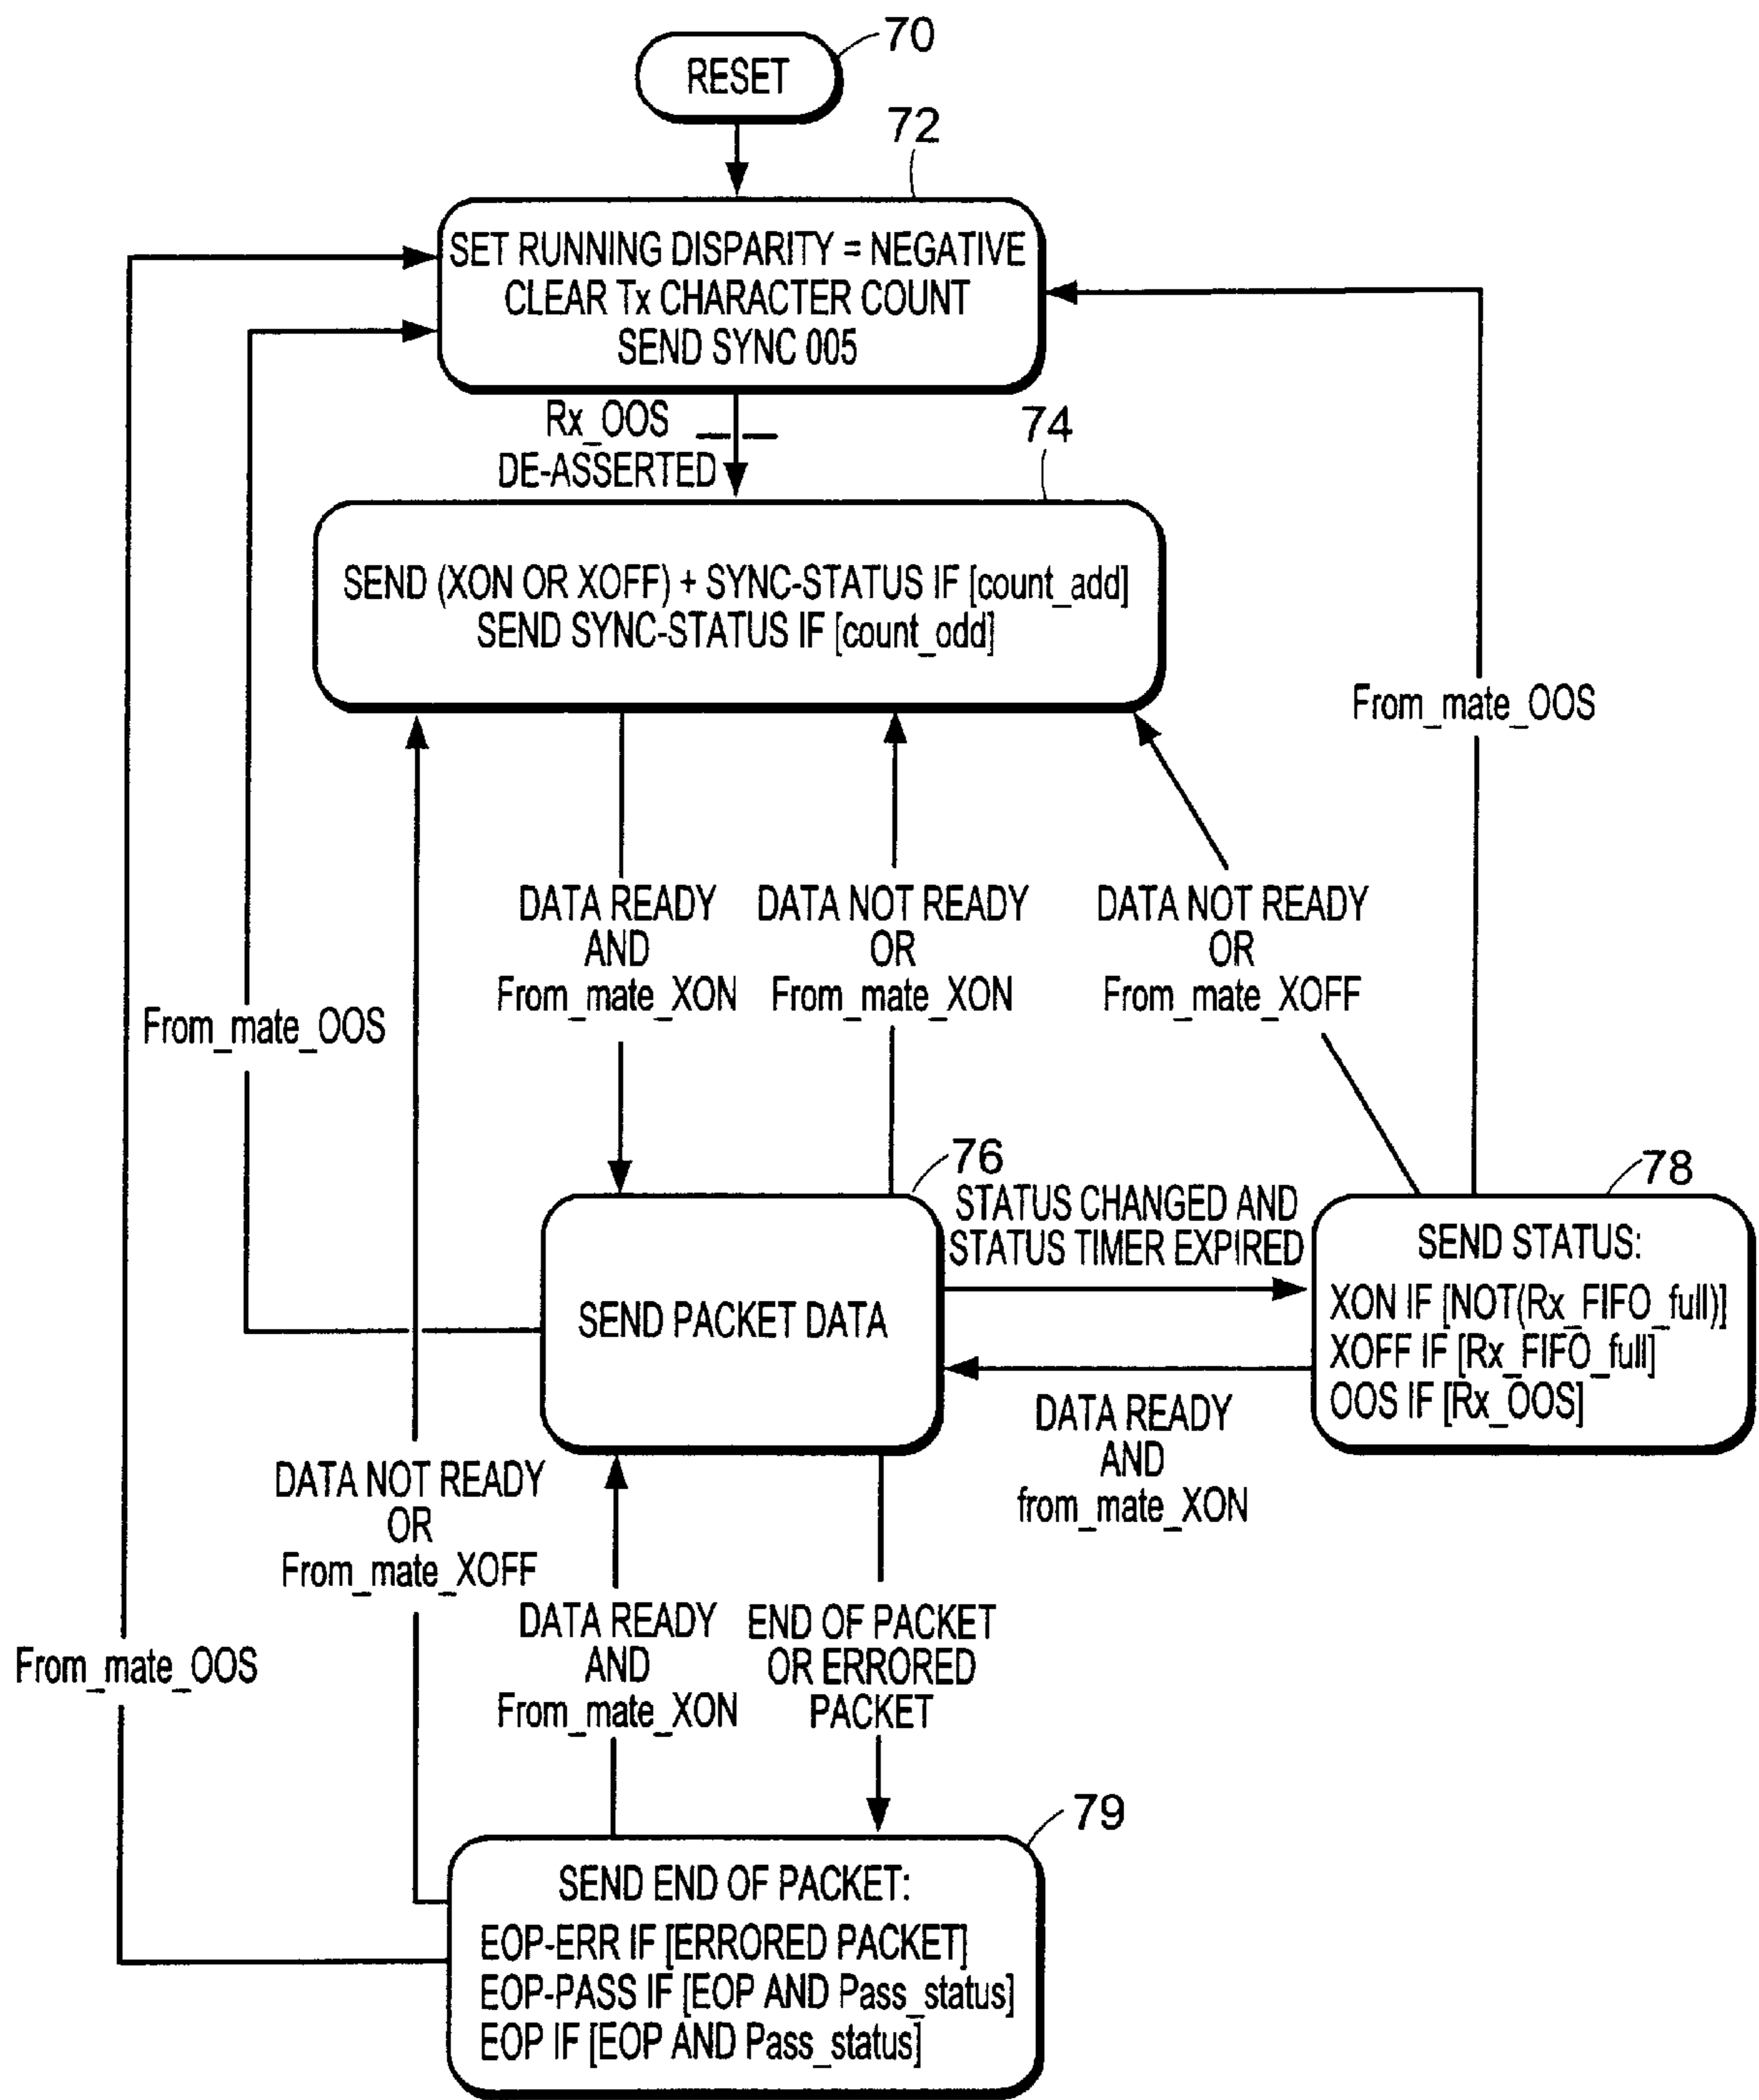 70
RESET
72
SET RUNNING DISPARITY = NEGATIVE
CLEAR Tx CHARACTER COUNT
SEND SYNC 005
Rx_OOS
DE-ASSERTED
74
SEND (XON OR XOFF) + SYNC-STATUS IF [count_add]
SEND SYNC-STATUS IF [count_odd]
From_mate_OOS
DATA READY
AND
From_mate_XON
DATA NOT READY
OR
From_mate_XON
DATA NOT READY
OR
From_mate_XOFF
From_mate_OOS
76
STATUS CHANGED AND
STATUS TIMER EXPIRED
78
SEND PACKET DATA
SEND STATUS:
XON IF [NOT(Rx_FIFO_full)]
XOFF IF [Rx_FIFO_full]
OOS IF [Rx_OOS]
DATA READY
AND
from_mate_XON
DATA NOT READY
OR
From_mate_XOFF
DATA READY
AND
From_mate_XON
END OF PACKET
OR ERRORED
PACKET
From_mate_OOS
79
SEND END OF PACKET:
EOP-ERR IF [ERRORED PACKET]
EOP-PASS IF [EOP AND Pass_status]
EOP IF [EOP AND Pass_status]